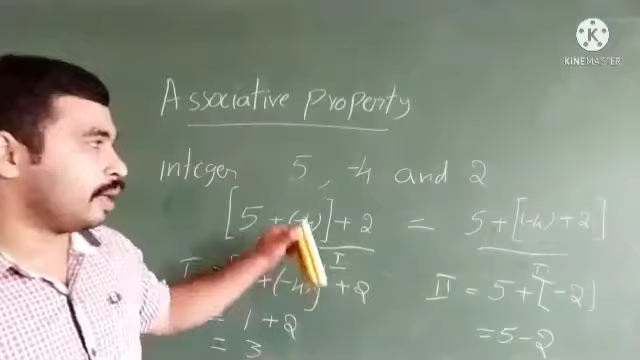 K
KINEMASTER
Associative Property
integer 5, -4 and 2
[5 + (-4)] + 2 = 5 + [(-4) + 2]
I I
+ (-4)] + 2 II = 5 + [-2]
= 1 + 2 = 5 - 2
= 3